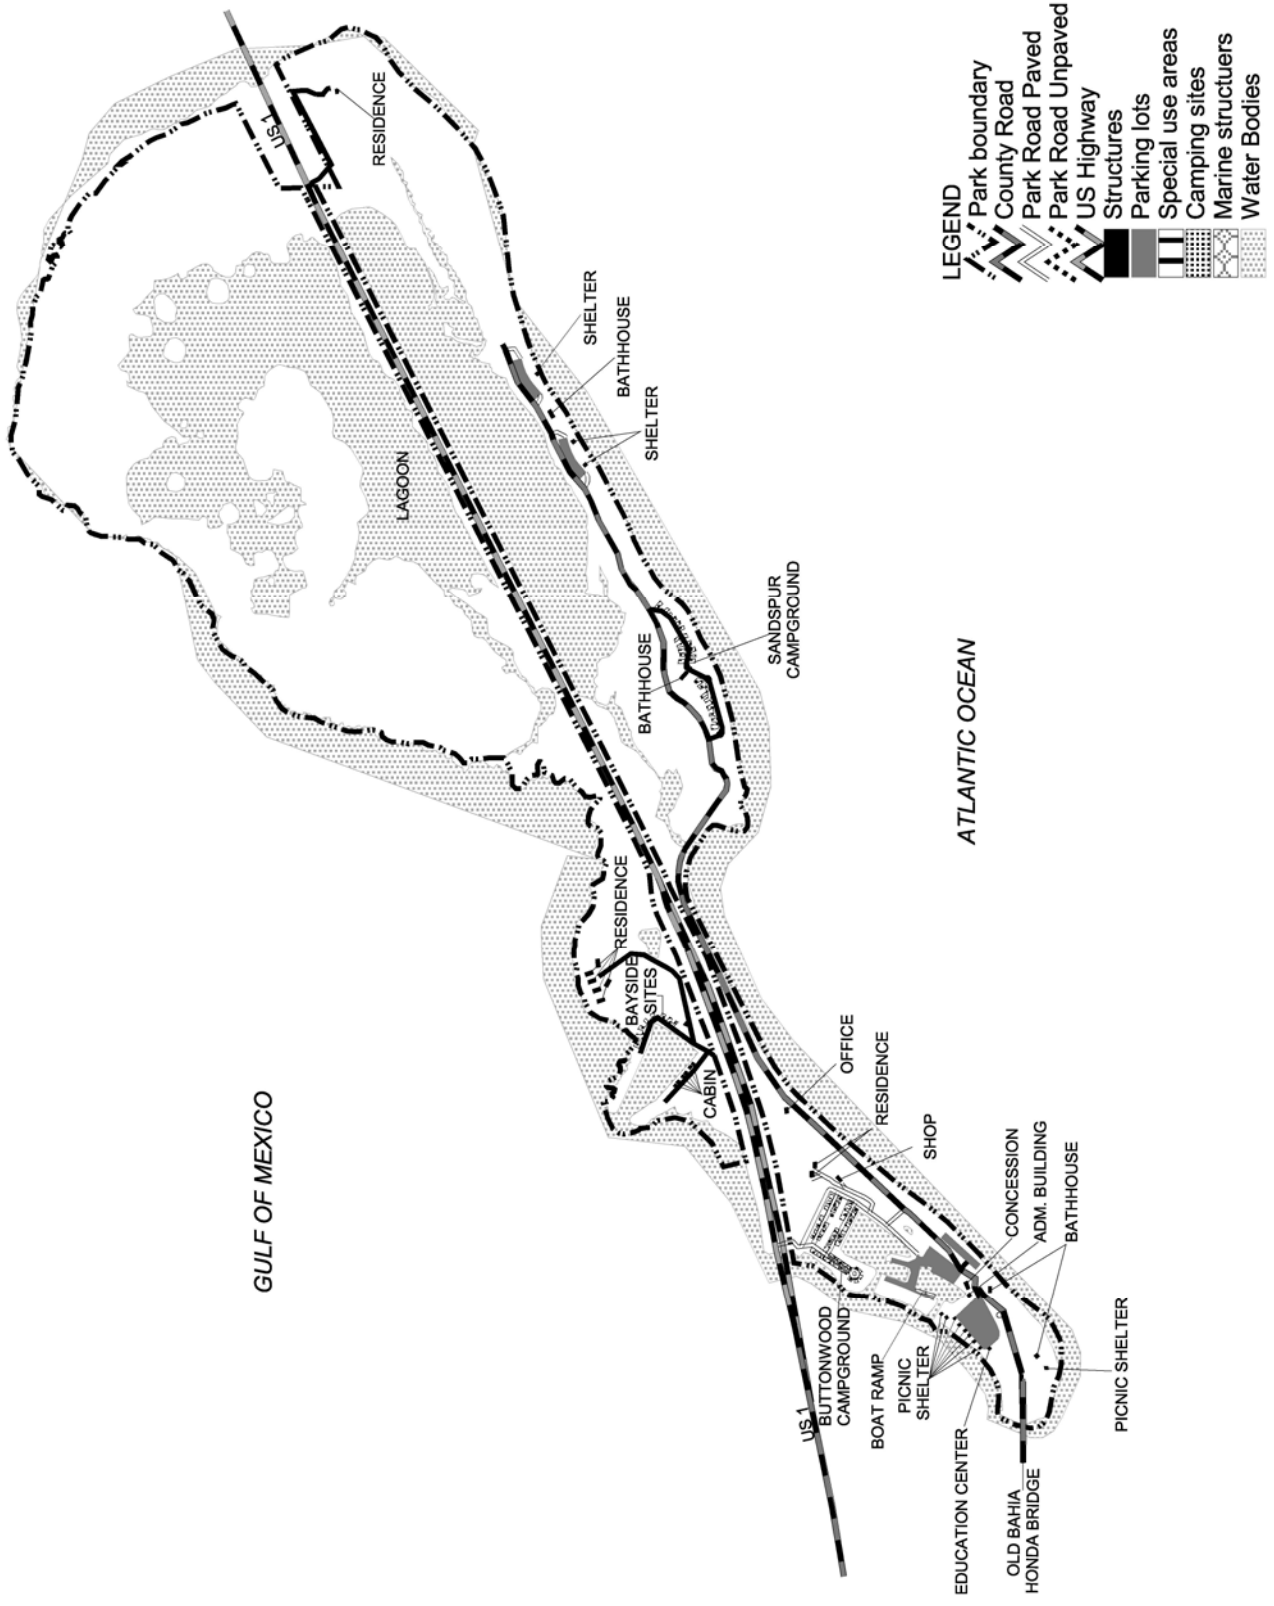 GULF OF MEXICO
ATLANTIC OCEAN
US 1
RESIDENCE
LAGOON
SHELTER
BATHHOUSE
SHELTER
BATHHOUSE
SANDSPUR
CAMPGROUND
RESIDENCE
BAYSIDE
SITES
CABIN
OFFICE
RESIDENCE
SHOP
CONCESSION
ADM. BUILDING
BATHHOUSE
PICNIC SHELTER
US 1
BUTTONWOOD
CAMPGROUND
BOAT RAMP
PICNIC
SHELTER
EDUCATION CENTER
OLD BAHIA
HONDA BRIDGE
LEGEND
Park boundary
County Road
Park Road Paved
Park Road Unpaved
US Highway
Structures
Parking lots
Special use areas
Camping sites
Marine structuers
Water Bodies